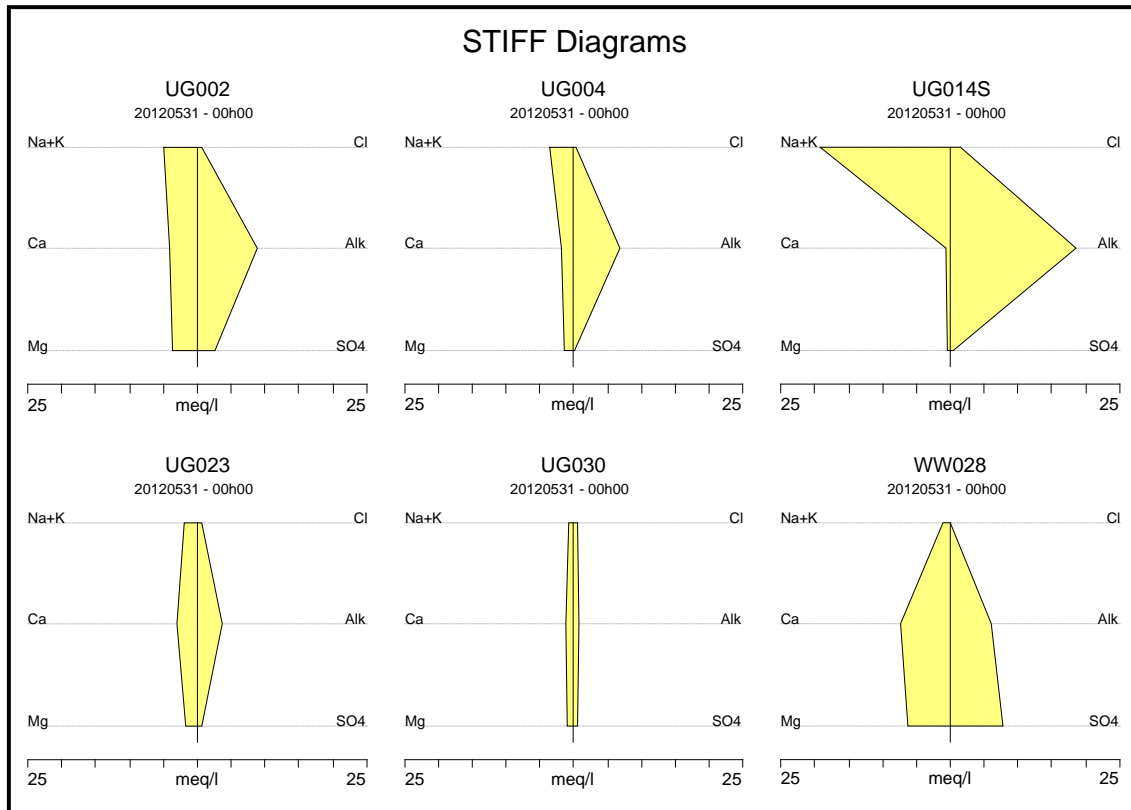 STIFF Diagrams
UG002
20120531 - 00h00
Na+K Cl
Ca Alk
Mg SO4
25 meq/l 25
UG004
20120531 - 00h00
Na+K Cl
Ca Alk
Mg SO4
25 meq/l 25
UG014S
20120531 - 00h00
Na+K Cl
Ca Alk
Mg SO4
25 meq/l 25
UG023
20120531 - 00h00
Na+K Cl
Ca Alk
Mg SO4
25 meq/l 25
UG030
20120531 - 00h00
Na+K Cl
Ca Alk
Mg SO4
25 meq/l 25
WW028
20120531 - 00h00
Na+K Cl
Ca Alk
Mg SO4
25 meq/l 25